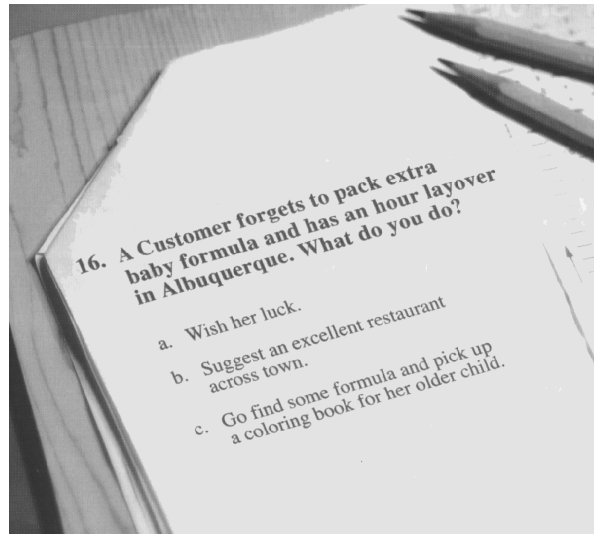 16. A Customer forgets to pack extra
baby formula and has an hour layover
in Albuquerque. What do you do?
a. Wish her luck.
b. Suggest an excellent restaurant
across town.
c. Go find some formula and pick up
a coloring book for her older child.